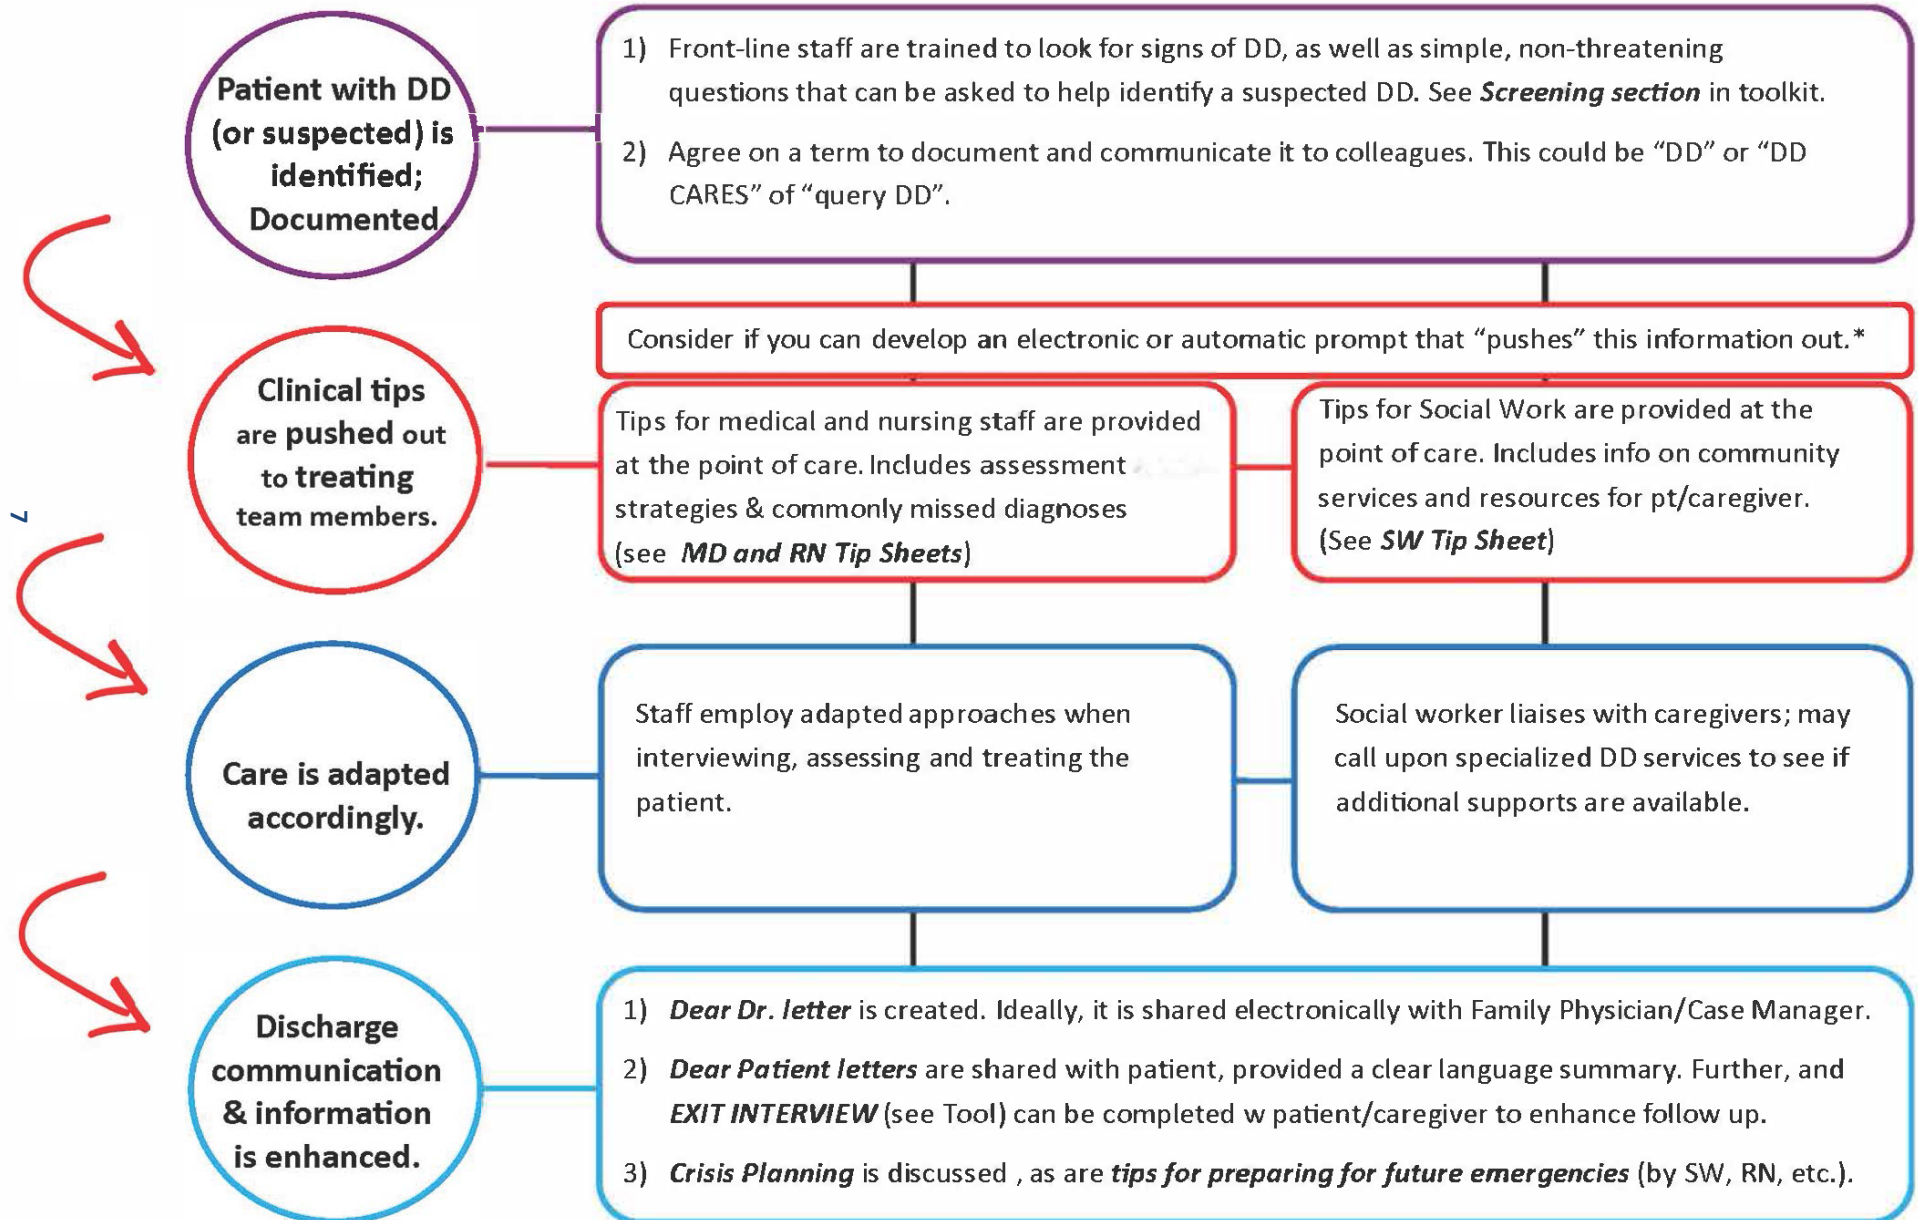 Patient with DD
(or suspected) is
identified;
Documented.
1) Front-line staff are trained to look for signs of DD, as well as simple, non-threatening
questions that can be asked to help identify a suspected DD. See Screening section in toolkit.
2) Agree on a term to document and communicate it to colleagues. This could be “DD” or “DD
CARES” of “query DD”.
Consider if you can develop an electronic or automatic prompt that “pushes” this information out.*
Clinical tips
are pushed out
to treating
team members.
Tips for medical and nursing staff are provided
at the point of care. Includes assessment
strategies & commonly missed diagnoses
(see MD and RN Tip Sheets)
Tips for Social Work are provided at the
point of care. Includes info on community
services and resources for pt/caregiver.
(See SW Tip Sheet)
Care is adapted
accordingly.
Staff employ adapted approaches when
interviewing, assessing and treating the
patient.
Social worker liaises with caregivers; may
call upon specialized DD services to see if
additional supports are available.
Discharge
communication
& information
is enhanced.
1) Dear Dr. letter is created. Ideally, it is shared electronically with Family Physician/Case Manager.
2) Dear Patient letters are shared with patient, provided a clear language summary. Further, and
EXIT INTERVIEW (see Tool) can be completed w patient/caregiver to enhance follow up.
3) Crisis Planning is discussed , as are tips for preparing for future emergencies (by SW, RN, etc.).